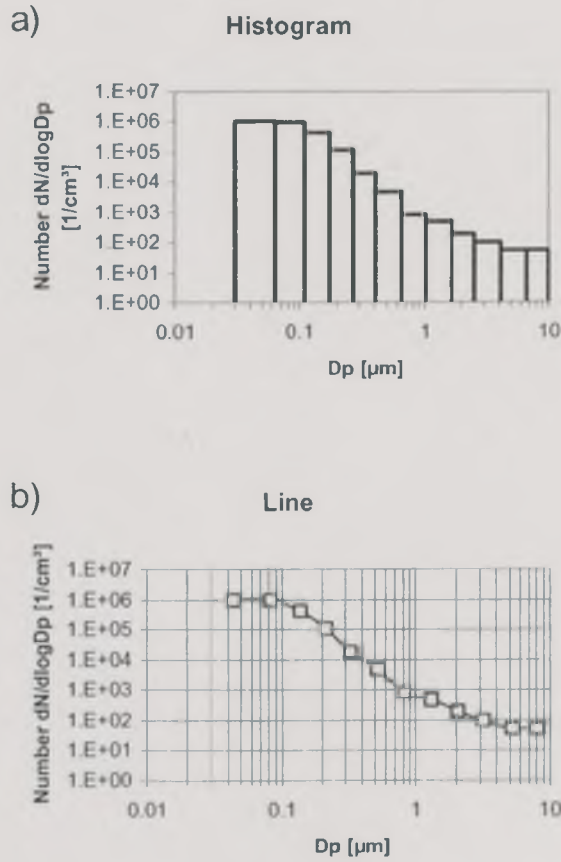 a)
Histogram
Number dN/dlogDp
[1/cm³]
1.E+07
1.E+06
1.E+05
1.E+04
1.E+03
1.E+02
1.E+01
1.E+00
0.01
0.1
1
10
Dp [µm]
b)
Line
Number dN/dlogDp [1/cm³]
1.E+07
1.E+06
1.E+05
1.E+04
1.E+03
1.E+02
1.E+01
1.E+00
0.01
0.1
1
10
Dp [µm]